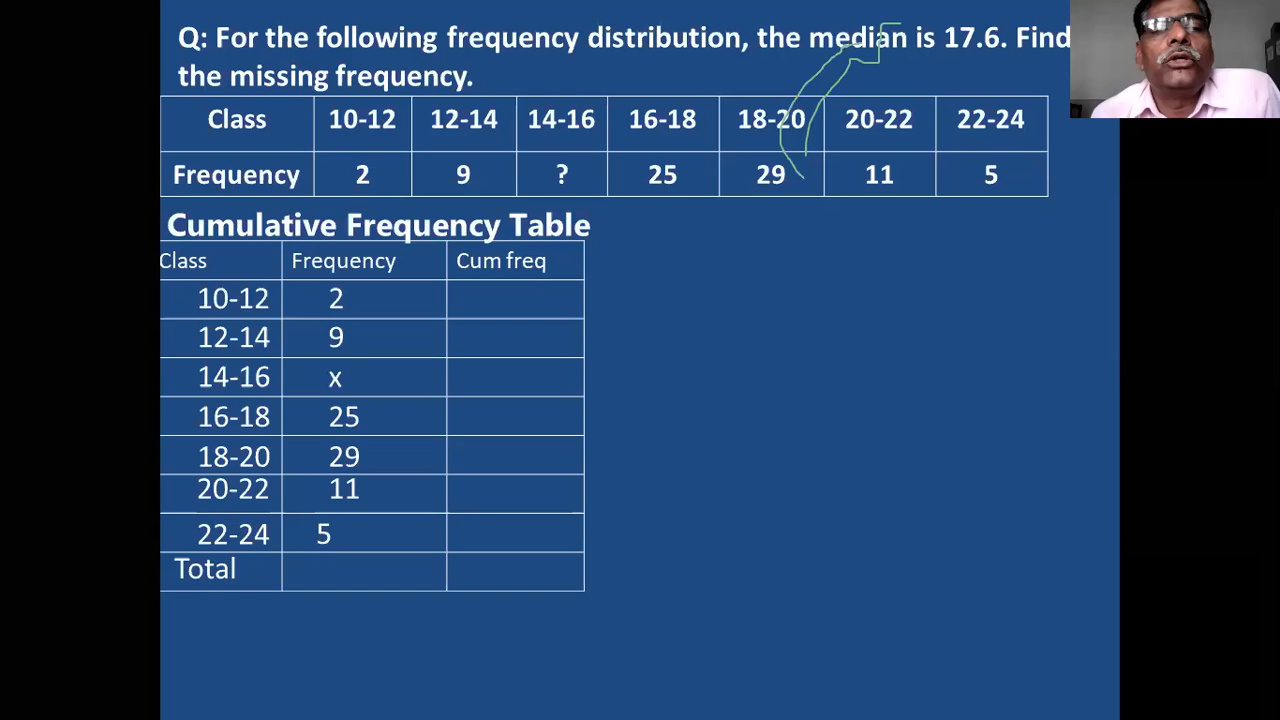 Q: For the following frequency distribution, the median is 17.6. Find
the missing frequency.
Class 10-12 12-14 14-16 16-18 18-20 20-22 22-24
Frequency 2 9 ? 25 29 11 5
Cumulative Frequency Table
Class Frequency Cum freq
10-12 2
12-14 9
14-16 x
16-18 25
18-20 29
20-22 11
22-24 5
Total